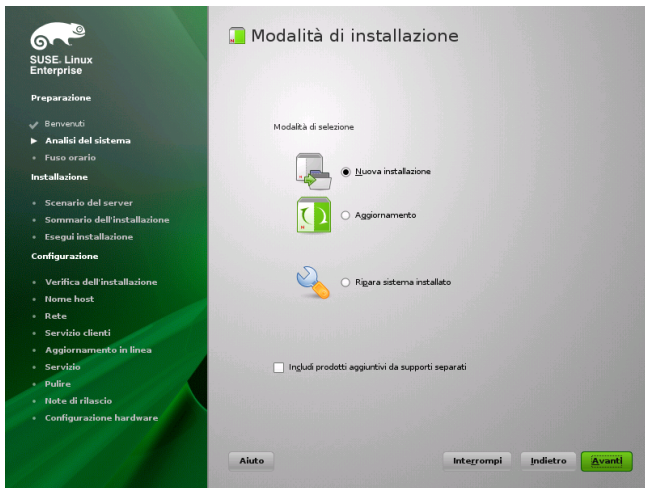 SUSE. Linux
Enterprise
Preparazione
Benvenuti
Analisi del sistema
Fuso orario
Installazione
Scenario del server
Sommario dell'installazione
Esegui installazione
Configurazione
Verifica dell'installazione
Nome host
Rete
Servizio clienti
Aggiornamento in linea
Servizio
Pulire
Note di rilascio
Configurazione hardware
Modalità di installazione
Modalità di selezione
Nuova installazione
Aggiornamento
Ripara sistema installato
Includi prodotti aggiuntivi da supporti separati
Aiuto
Interrompi
Indietro
Avanti